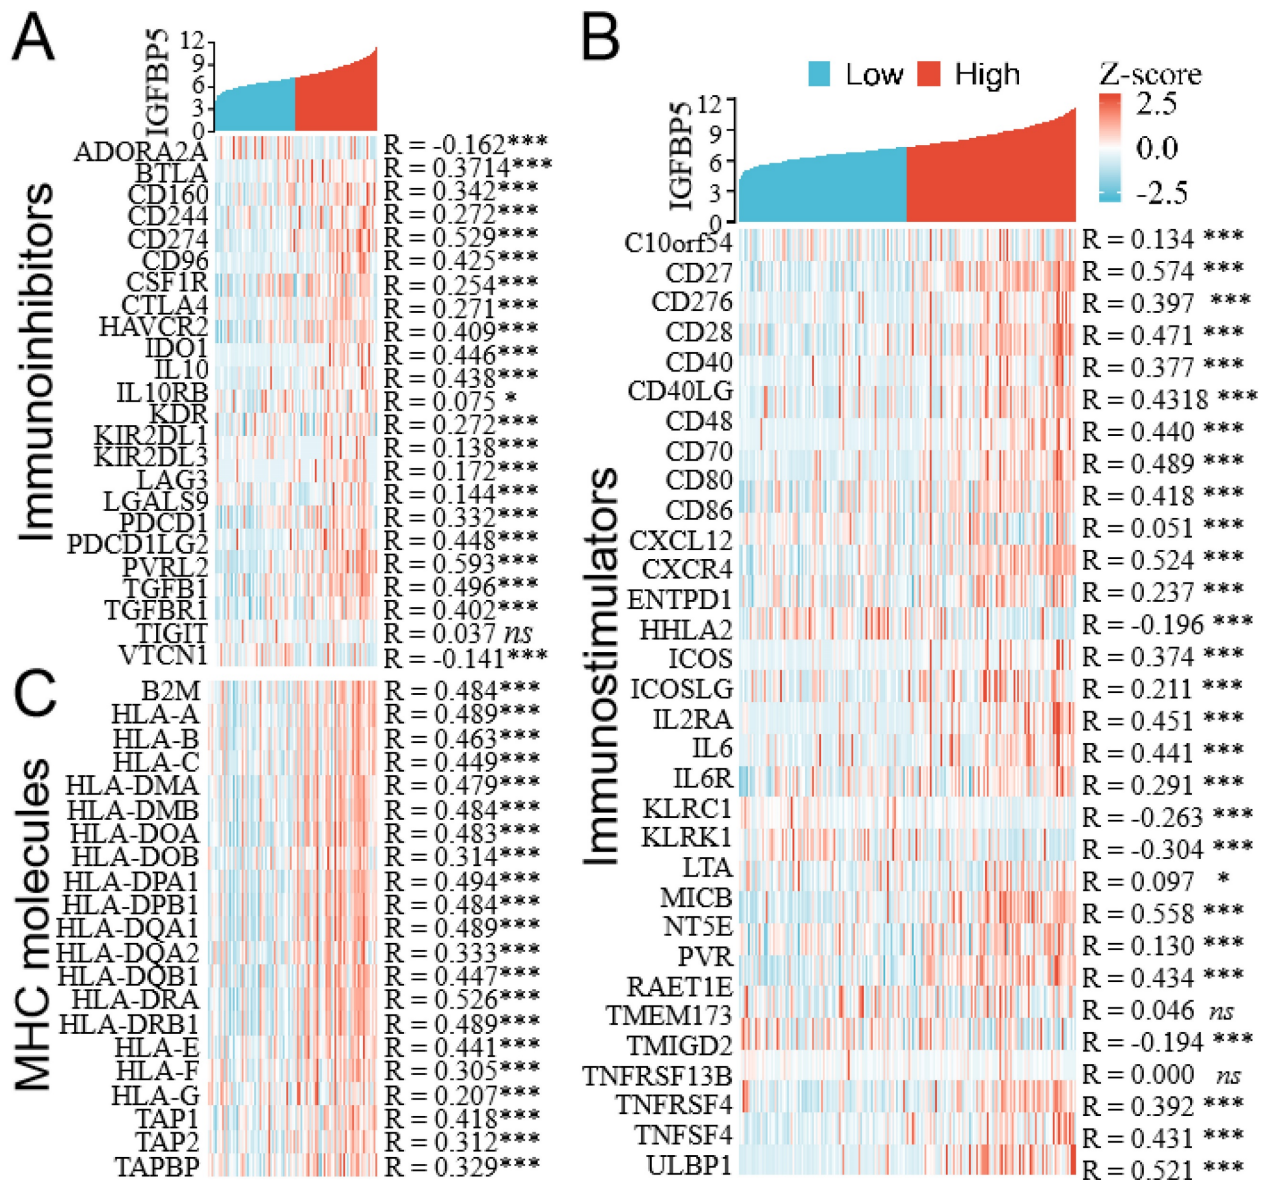 A
IGFBP5
12
9
6
3
0
Immunoinhibitors
ADORA2A R = -0.162***
BTLA R = 0.3714***
CD160 R = 0.342***
CD244 R = 0.272***
CD274 R = 0.529***
CD96 R = 0.425***
CSF1R R = 0.254***
CTLA4 R = 0.271***
HAVCR2 R = 0.409***
IDO1 R = 0.446***
IL10 R = 0.438***
IL10RB R = 0.075 *
KDR R = 0.272***
KIR2DL1 R = 0.138***
KIR2DL3 R = 0.172***
LAG3 R = 0.144***
LGALS9 R = 0.332***
PDCD1 R = 0.448***
PDCD1LG2 R = 0.593***
PVRL2 R = 0.496***
TGFB1 R = 0.402***
TGFBR1 R = 0.037 ns
TIGIT R = -0.141***
VTCN1
B
Low
High
Z-score
2.5
0.0
-2.5
IGFBP5
12
9
6
3
0
Immunostimulators
C10orf54 R = 0.134 ***
CD27 R = 0.574 ***
CD276 R = 0.397 ***
CD28 R = 0.471 ***
CD40 R = 0.377 ***
CD40LG R = 0.4318 ***
CD48 R = 0.440 ***
CD70 R = 0.489 ***
CD80 R = 0.418 ***
CD86 R = 0.051 ***
CXCL12 R = 0.524 ***
CXCR4 R = 0.237 ***
ENTPD1 R = -0.196 ***
HHLA2 R = 0.374 ***
ICOS R = 0.211 ***
ICOSLG R = 0.451 ***
IL2RA R = 0.441 ***
IL6 R = 0.291 ***
IL6R R = -0.263 ***
KLRC1 R = -0.304 ***
KLRK1 R = 0.097 *
LTA R = 0.558 ***
MICB R = 0.130 ***
NT5E R = 0.434 ***
PVR R = 0.046 ns
RAET1E R = -0.194 ***
TMEM173 R = 0.000 ns
TMIGD2 R = 0.392 ***
TNFRSF13B R = 0.431 ***
TNFRSF4 R = 0.521 ***
TNFSF4
ULBP1
C
MHC molecules
B2M R = 0.484***
HLA-A R = 0.489***
HLA-B R = 0.463***
HLA-C R = 0.449***
HLA-DMA R = 0.479***
HLA-DMB R = 0.484***
HLA-DOA R = 0.483***
HLA-DOB R = 0.314***
HLA-DPA1 R = 0.494***
HLA-DPB1 R = 0.484***
HLA-DQA1 R = 0.489***
HLA-DQA2 R = 0.333***
HLA-DQB1 R = 0.447***
HLA-DRA R = 0.526***
HLA-DRB1 R = 0.489***
HLA-E R = 0.441***
HLA-F R = 0.305***
HLA-G R = 0.207***
TAP1 R = 0.418***
TAP2 R = 0.312***
TAPBP R = 0.329***